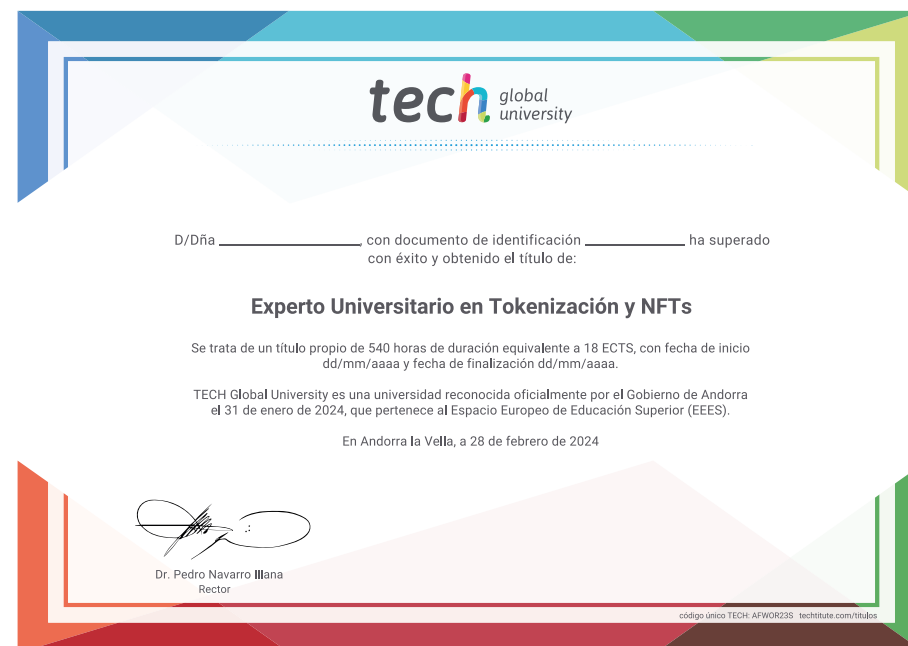 tech global university
D/Dña ____________________, con documento de identificación ______________ ha superado
con éxito y obtenido el título de:
Experto Universitario en Tokenización y NFTs
Se trata de un título propio de 540 horas de duración equivalente a 18 ECTS, con fecha de inicio
dd/mm/aaaa y fecha de finalización dd/mm/aaaa.
TECH Global University es una universidad reconocida oficialmente por el Gobierno de Andorra
el 31 de enero de 2024, que pertenece al Espacio Europeo de Educación Superior (EEES).
En Andorra la Vella, a 28 de febrero de 2024
Dr. Pedro Navarro Illana
Rector
código único TECH: AFWOR23S techtitute.com/titulos